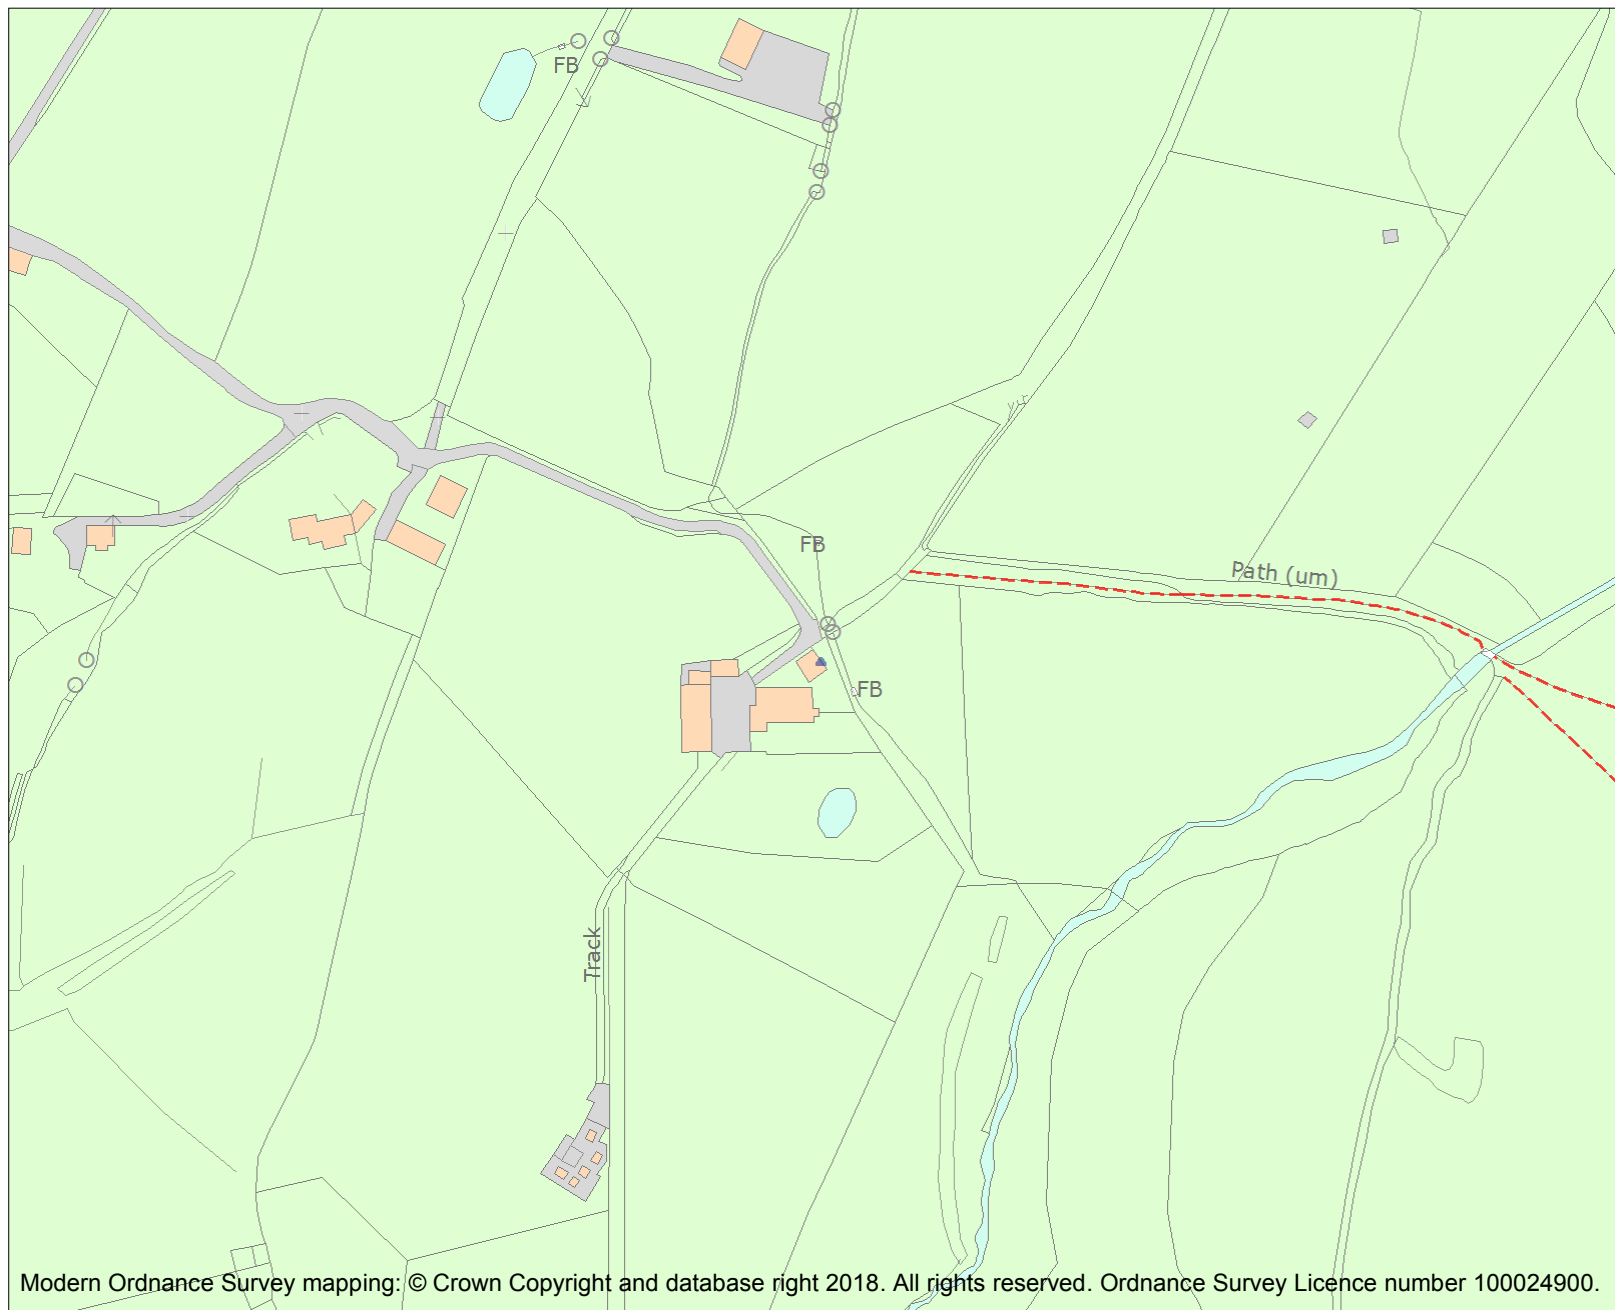 FB
FB
Path (um)
FB
Track
Modern Ordnance Survey mapping: © Crown Copyright and database right 2018. All rights reserved. Ordnance Survey Licence number 100024900.